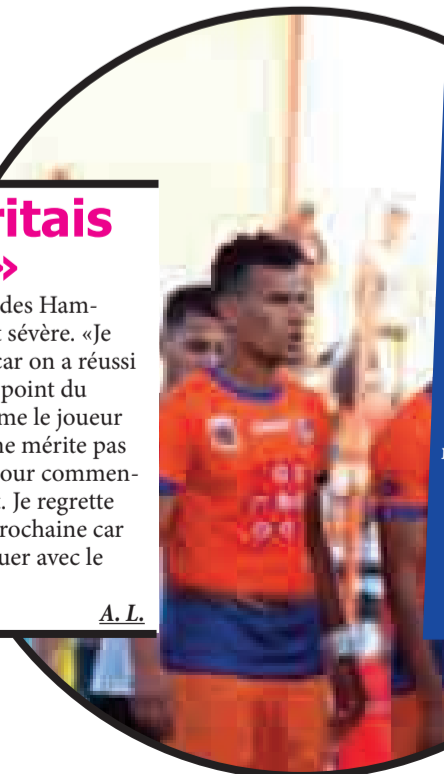 ritais
»
des Ham-
t sévère. «Je
car on a réussi
point du
me le joueur
ne mérite pas
our commen-
t. Je regrette
rochaine car
uer avec le
A. L.